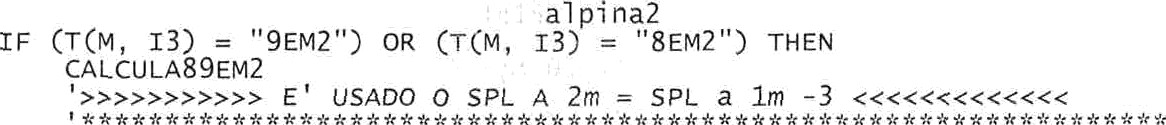 alpina2
IF (T(M, I3) = "9EM2") OR (T(M, I3) = "8EM2") THEN
CALCULA89EM2
'>>>>>>>>>>> E' USADO O SPL A 2m = SPL a 1m -3 <<<<<<<<<<<<<
'*****************************************************************